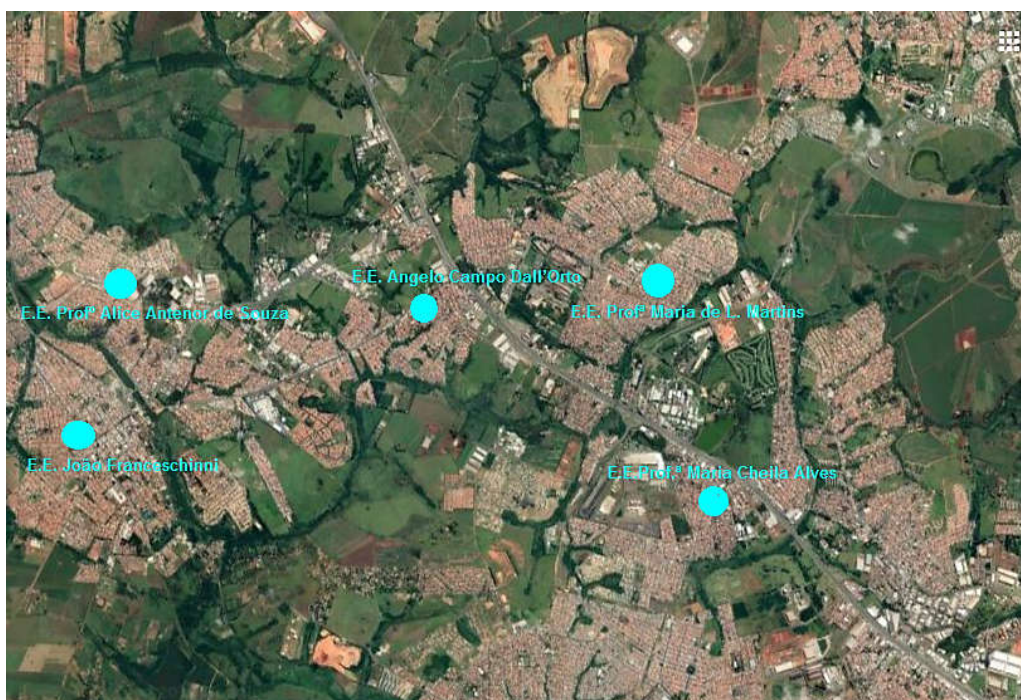 E.E. Angelo Campo Dall'Orto
E.E. Profª Alice Antenor de Souza
E.E. Profª Maria de L. Martins
E.E. João Franceschinni
E.E.Prof.ª Maria Cheila Alves